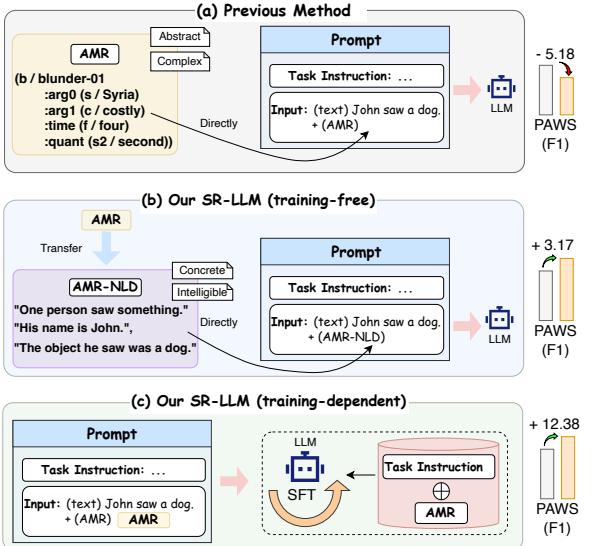 (a) Previous Method
AMR
Abstract
Complex
(b / blunder-01
:arg0 (s / Syria)
:arg1 (c / costly)
:time (f / four)
:quant (s2 / second))
Directly
Prompt
Task Instruction: ...
Input: (text) John saw a dog.
+ (AMR)
LLM
- 5.18
PAWS
(F1)
(b) Our SR-LLM (training-free)
AMR
Transfer
Concrete
Intelligible
AMR-NLD
"One person saw something."
"His name is John.",
"The object he saw was a dog."
Directly
Prompt
Task Instruction: ...
Input: (text) John saw a dog.
+ (AMR-NLD)
LLM
+ 3.17
PAWS
(F1)
(c) Our SR-LLM (training-dependent)
Prompt
Task Instruction: ...
Input: (text) John saw a dog.
+ (AMR) AMR
LLM
SFT
Task Instruction
AMR
+ 12.38
PAWS
(F1)